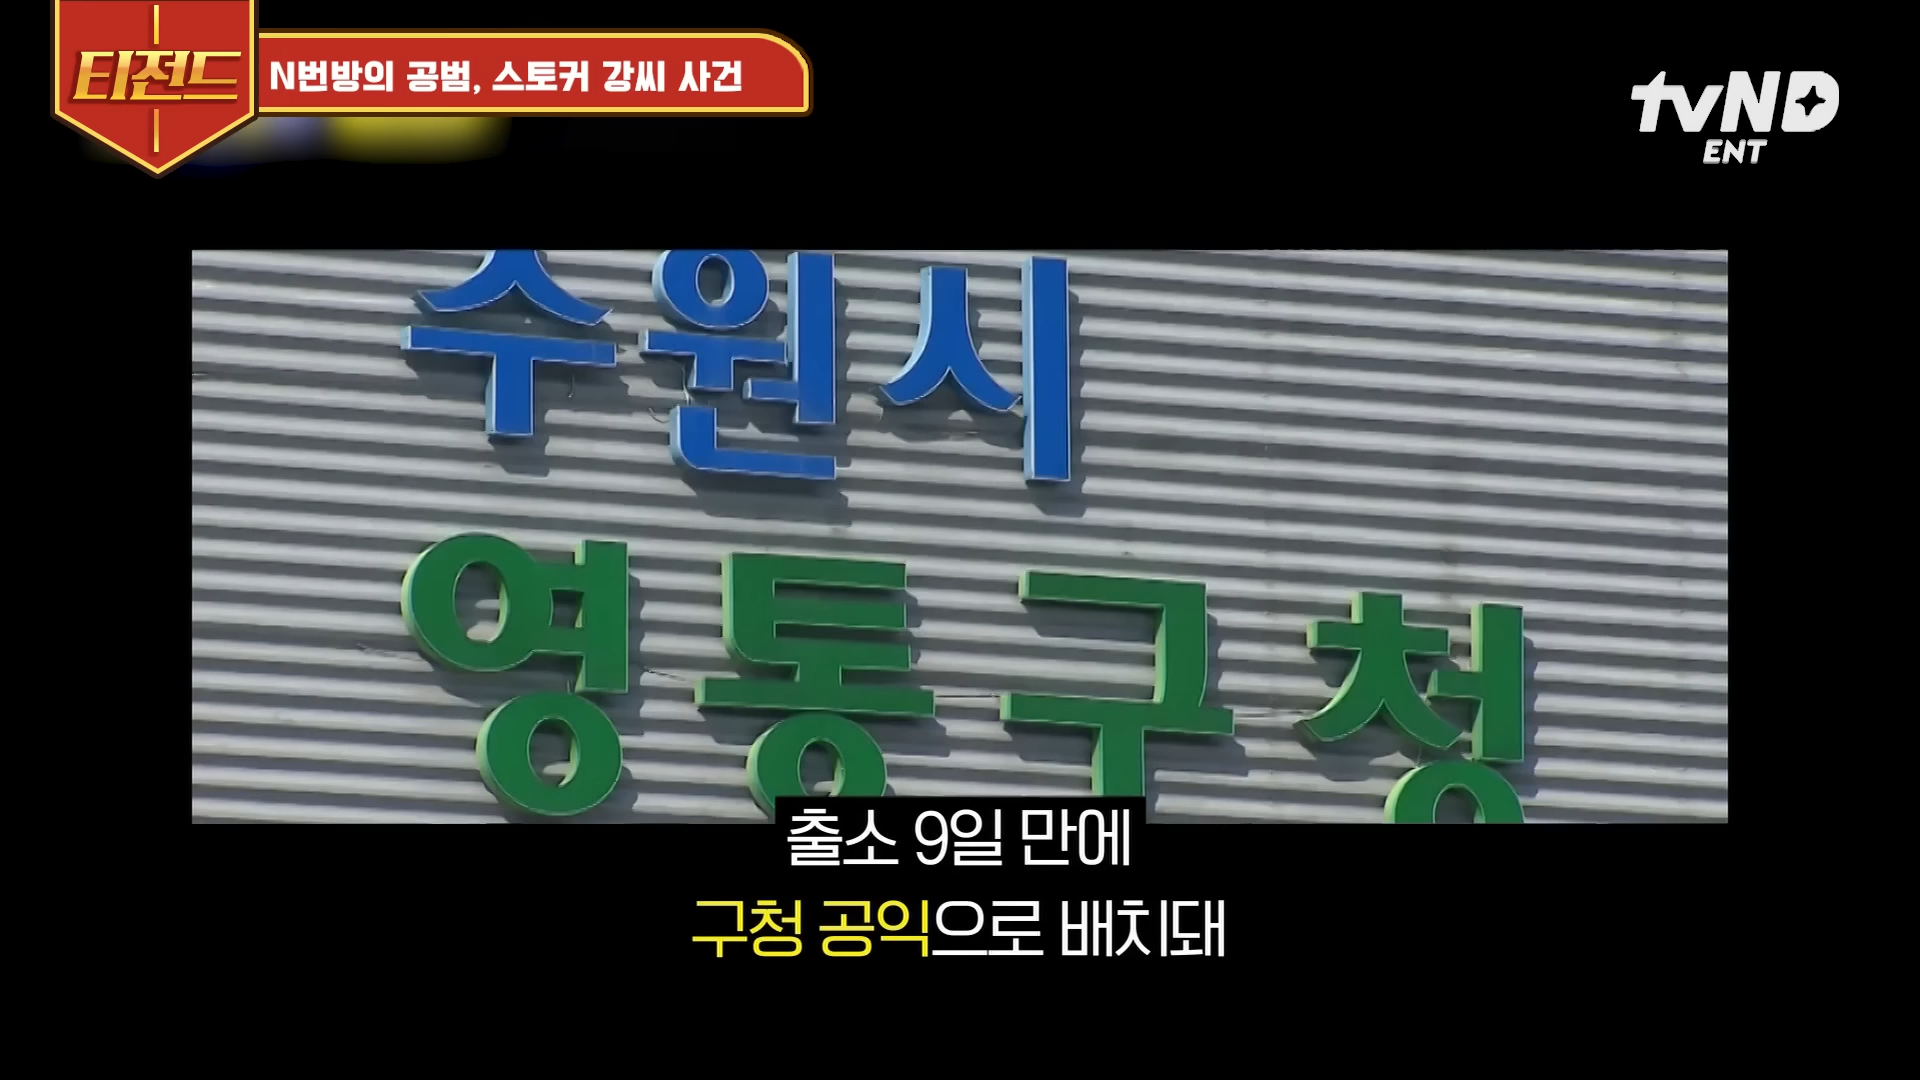 티전드
N번방의 공범, 스토커 강씨 사건
tvND
ENT
수원시
영통구청
출소 9일 만에
구청 공익으로 배치돼